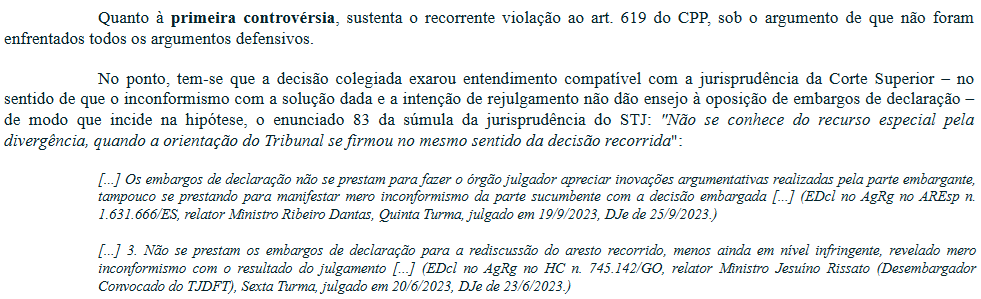 Quanto à primeira controvérsia, sustenta o recorrente violação ao art. 619 do CPP, sob o argumento de que não foram
enfrentados todos os argumentos defensivos.
No ponto, tem-se que a decisão colegiada exarou entendimento compatível com a jurisprudência da Corte Superior – no
sentido de que o inconformismo com a solução dada e a intenção de rejulgamento não dão ensejo à oposição de embargos de declaração –
de modo que incide na hipótese, o enunciado 83 da súmula da jurisprudência do STJ: "Não se conhece do recurso especial pela
divergência, quando a orientação do Tribunal se firmou no mesmo sentido da decisão recorrida":
[...] Os embargos de declaração não se prestam para fazer o órgão julgador apreciar inovações argumentativas realizadas pela parte embargante,
tampouco se prestando para manifestar mero inconformismo da parte sucumbente com a decisão embargada [...] (EDcl no AgRg no AREsp n.
1.631.666/ES, relator Ministro Ribeiro Dantas, Quinta Turma, julgado em 19/9/2023, DJe de 25/9/2023.)
[...] 3. Não se prestam os embargos de declaração para a rediscussão do aresto recorrido, menos ainda em nível infringente, revelado mero
inconformismo com o resultado do julgamento [...] (EDcl no AgRg no HC n. 745.142/GO, relator Ministro Jesuíno Rissato (Desembargador
Convocado do TJDFT), Sexta Turma, julgado em 20/6/2023, DJe de 23/6/2023.)